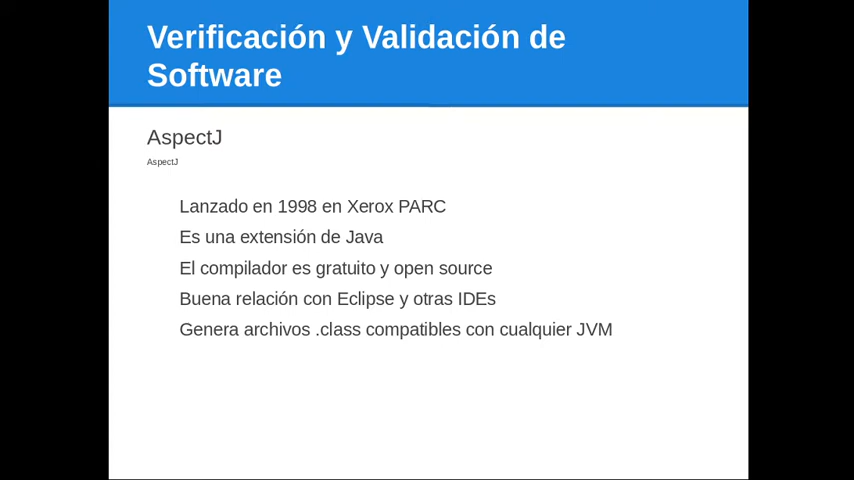 Verificación y Validación de
Software
AspectJ
AspectJ
Lanzado en 1998 en Xerox PARC
Es una extensión de Java
El compilador es gratuito y open source
Buena relación con Eclipse y otras IDEs
Genera archivos .class compatibles con cualquier JVM